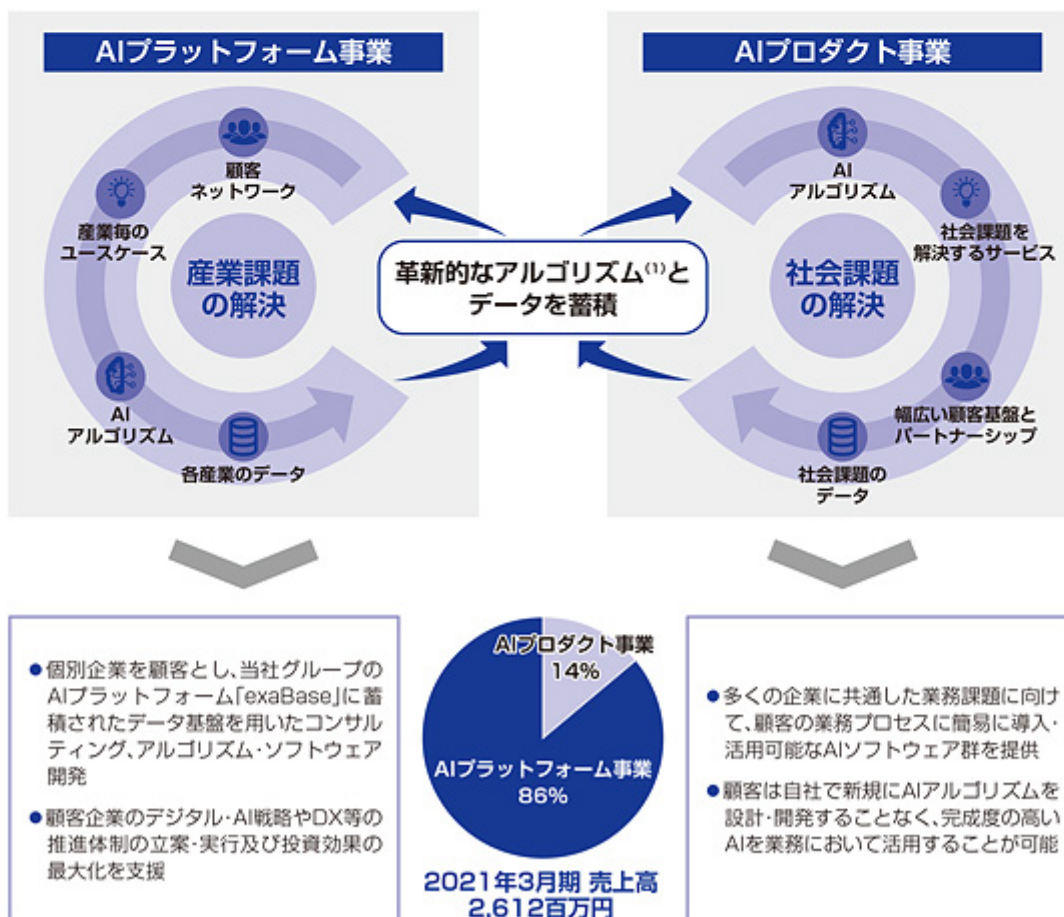 AIプラットフォーム事業
顧客
ネットワーク
産業毎の
ユースケース
産業課題
の解決
AI
アルゴリズム
各産業のデータ
革新的なアルゴリズム⁽¹⁾と
データを蓄積
AIプロダクト事業
AI
アルゴリズム
社会課題を
解決するサービス
社会課題
の解決
幅広い顧客基盤と
パートナーシップ
社会課題の
データ
●個別企業を顧客とし、当社グループの
AIプラットフォーム「exaBase」に蓄
積されたデータ基盤を用いたコンサル
ティング、アルゴリズム・ソフトウェア
開発
●顧客企業のデジタル・AI戦略やDX等の
推進体制の立案・実行及び投資効果の
最大化を支援
AIプロダクト事業
14%
AIプラットフォーム事業
86%
2021年3月期 売上高
2,612百万円
●多くの企業に共通した業務課題に向け
て、顧客の業務プロセスに簡易に導入・
活用可能なAIソフトウェア群を提供
●顧客は自社で新規にAIアルゴリズムを
設計・開発することなく、完成度の高い
AIを業務において活用することが可能